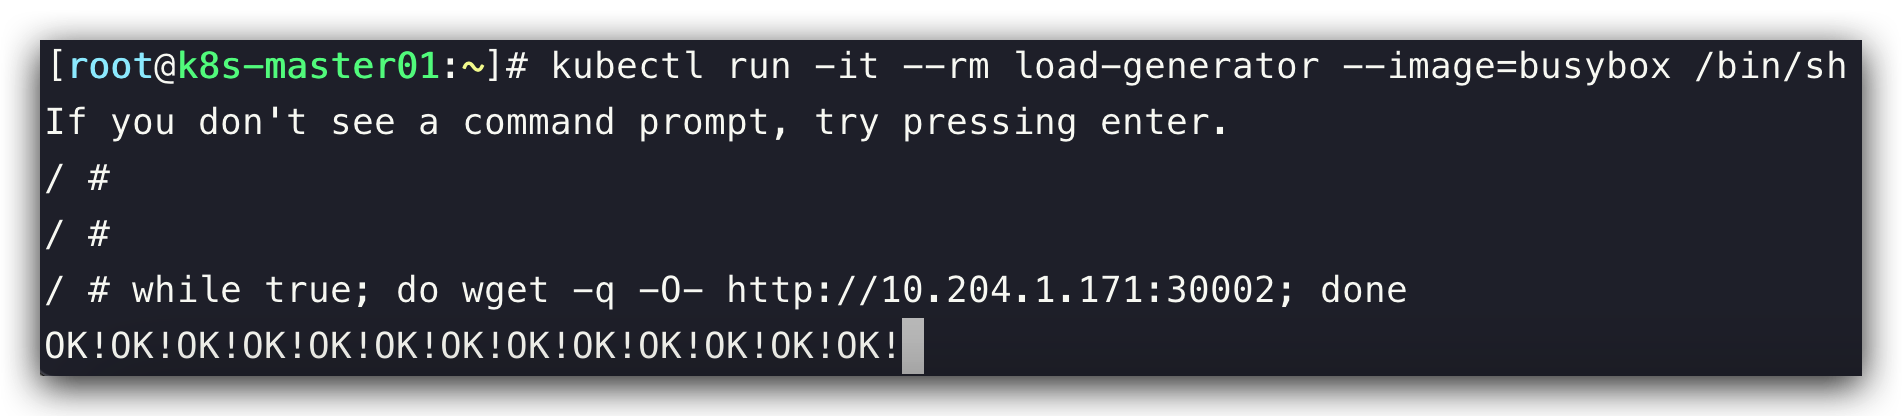 [root@k8s-master01:~]# kubectl run -it --rm load-generator --image=busybox /bin/sh
If you don't see a command prompt, try pressing enter.
/ #
/ #
/ # while true; do wget -q -O- http://10.204.1.171:30002; done
OK!OK!OK!OK!OK!OK!OK!OK!OK!OK!OK!OK!OK!